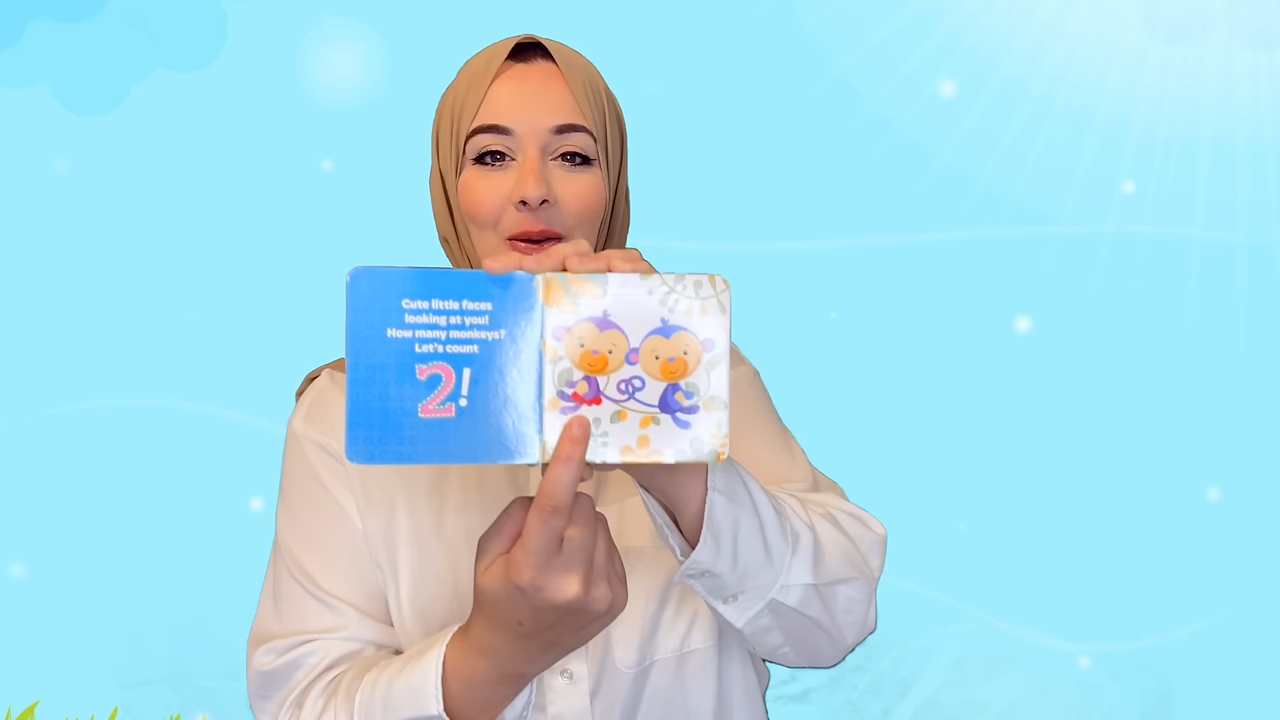 Cute little faces
looking at you!
How many monkeys?
Let's count
2!